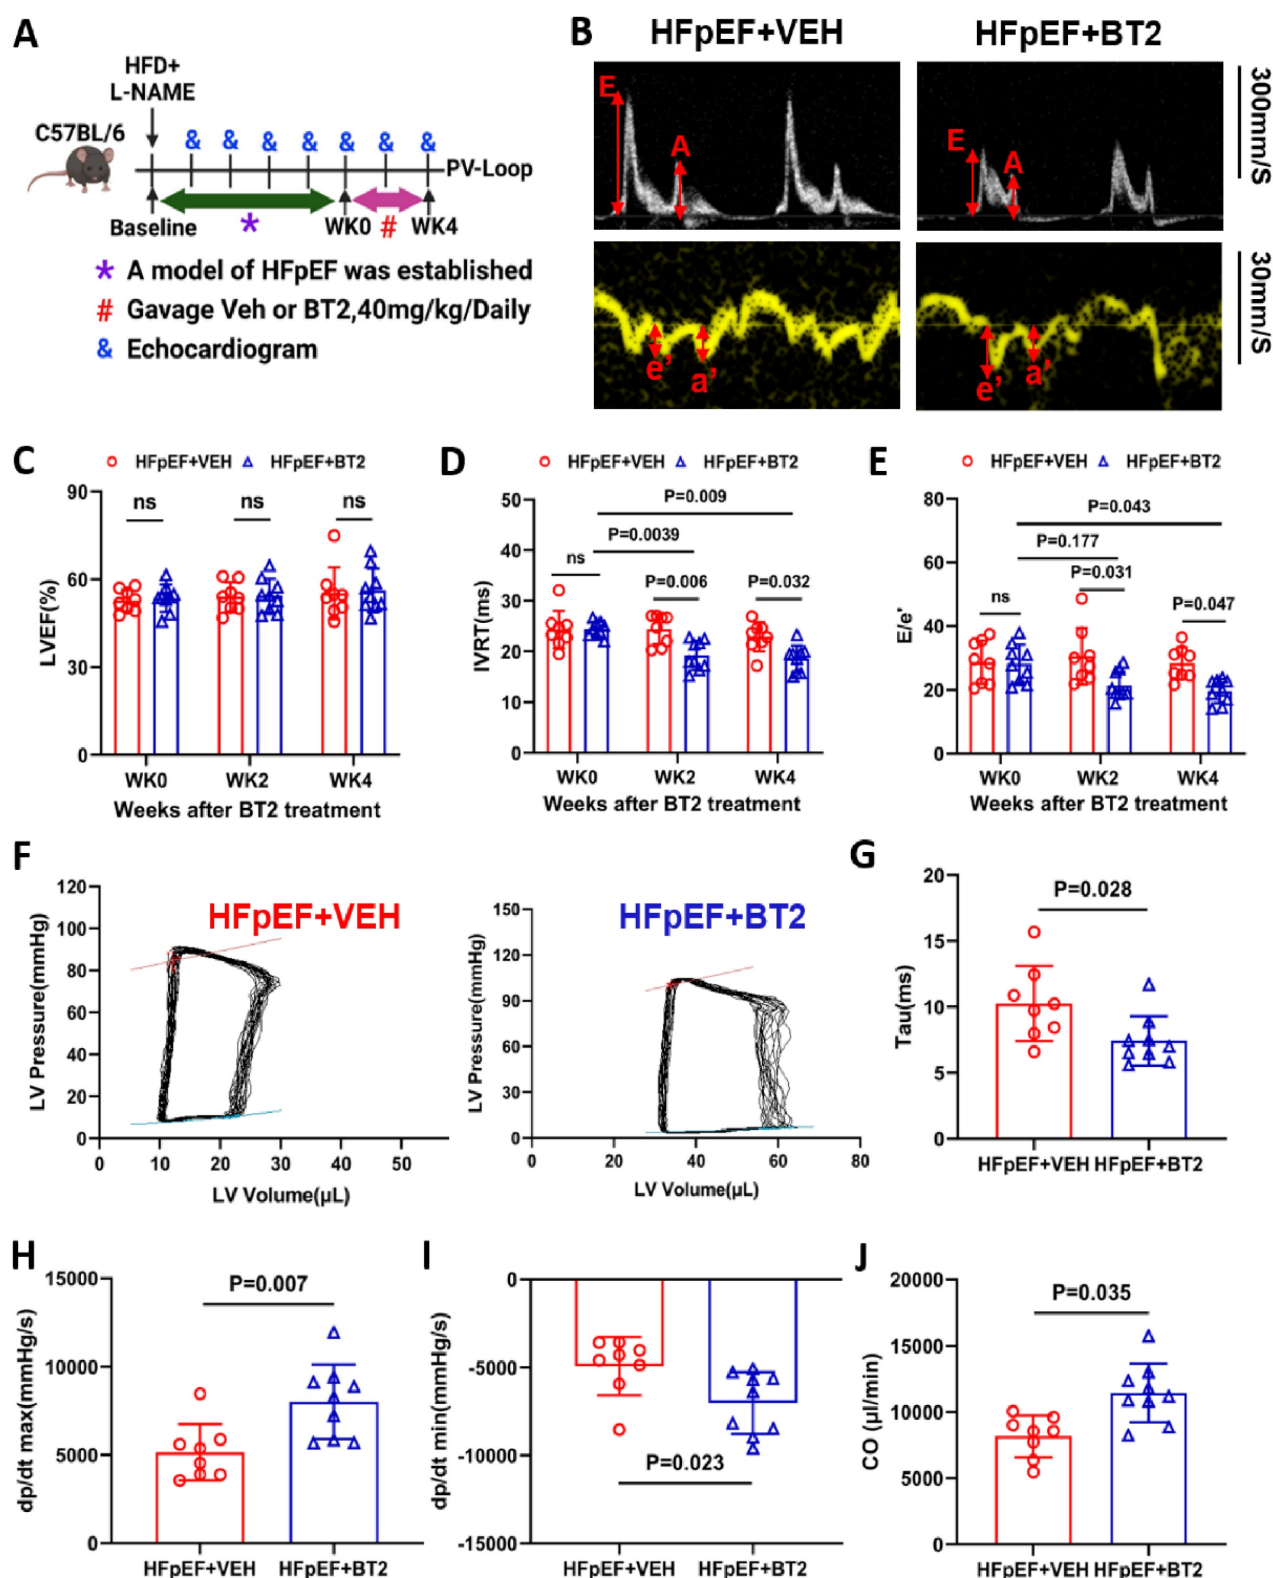 A
HFD+
L-NAME
C57BL/6
& & & & & & &
PV-Loop
Baseline * WK0 # WK4
* A model of HFpEF was established
# Gavage Veh or BT2,40mg/kg/Daily
& Echocardiogram
B
HFpEF+VEH HFpEF+BT2
E A
E A
300mm/S
e' a'
e' a'
30mm/S
C
HFpEF+VEH HFpEF+BT2
LVEF(%)
90
60
30
0
ns ns ns
WK0 WK2 WK4
Weeks after BT2 treatment
D
HFpEF+VEH HFpEF+BT2
IVRT(ms)
50
40
30
20
10
0
P=0.009
P=0.0039
ns P=0.006 P=0.032
WK0 WK2 WK4
Weeks after BT2 treatment
E
HFpEF+VEH HFpEF+BT2
E/e'
80
60
40
20
0
P=0.043
P=0.177
P=0.031
ns P=0.047
WK0 WK2 WK4
Weeks after BT2 treatment
F
HFpEF+VEH
LV Pressure(mmHg)
120
100
80
60
40
20
0
0 10 20 30 40 50
LV Volume(µL)
HFpEF+BT2
LV Pressure(mmHg)
150
120
90
60
30
0
0 20 40 60 80
LV Volume(µL)
G
Tau(ms)
20
15
10
5
0
P=0.028
HFpEF+VEH HFpEF+BT2
H
dp/dt max(mmHg/s)
15000
10000
5000
0
P=0.007
HFpEF+VEH HFpEF+BT2
I
dp/dt min(mmHg/s)
0
-5000
-10000
-15000
P=0.023
HFpEF+VEH HFpEF+BT2
J
CO (µl/min)
20000
15000
10000
5000
0
P=0.035
HFpEF+VEH HFpEF+BT2